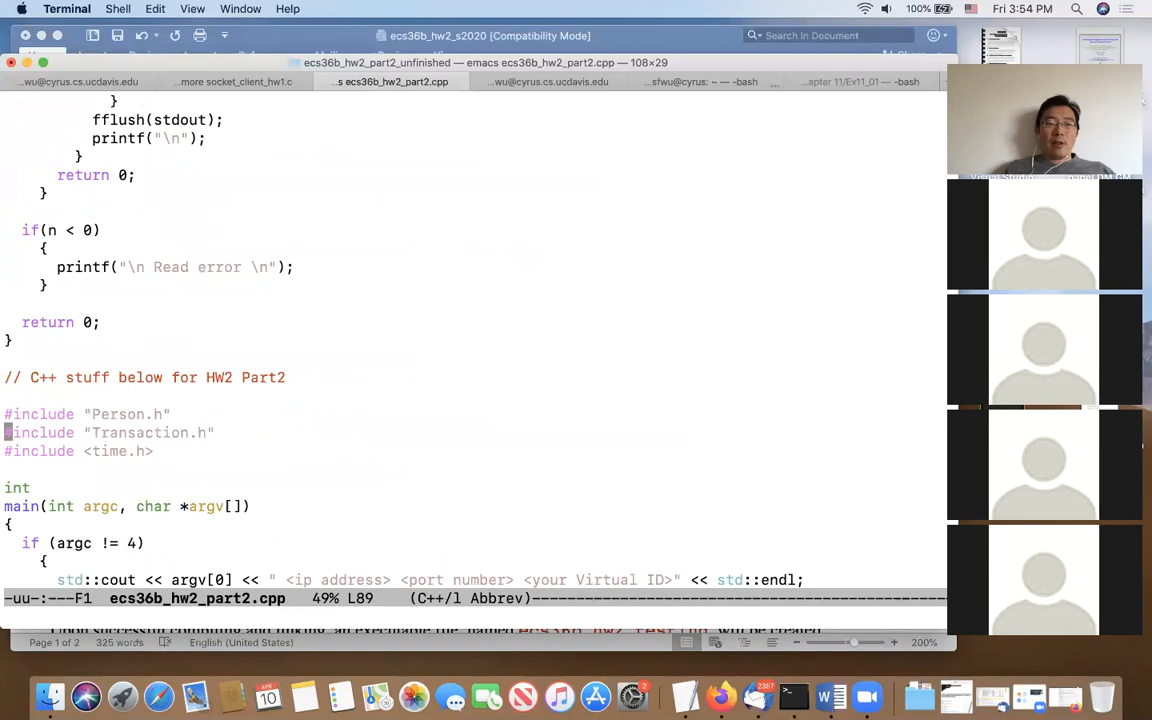 Terminal Shell Edit View Window Help
100% Fri 3:54 PM
ecs36b_hw2_s2020 [Compatibility Mode]
Search in Document
ecs36b_hw2_part2_unfinished — emacs ecs36b_hw2_part2.cpp — 108×29
...wu@cyrus.ucdavis.edu ...more socket_client_hw1.c ...s ecs36b_hw2_part2.cpp ...wu@cyrus.cs.ucdavis.edu ...sfwu@cyrus: ~ -- -bash ... apter 11/Ex11_01 — -bash
}
fflush(stdout);
printf("\n");
}
return 0;
}
if(n < 0)
{
printf("\n Read error \n");
}
return 0;
}
// C++ stuff below for HW2 Part2
#include "Person.h"
#include "Transaction.h"
#include <time.h>
int
main(int argc, char *argv[])
{
if (argc != 4)
{
std::cout << argv[0] << " <ip address> <port number> <your Virtual ID>" << std::endl;
-uu-:---F1 ecs36b_hw2_part2.cpp 49% L89 (C++/l Abbrev)
Page 1 of 2 325 words English (United States) 200%
APR
10
2387
2